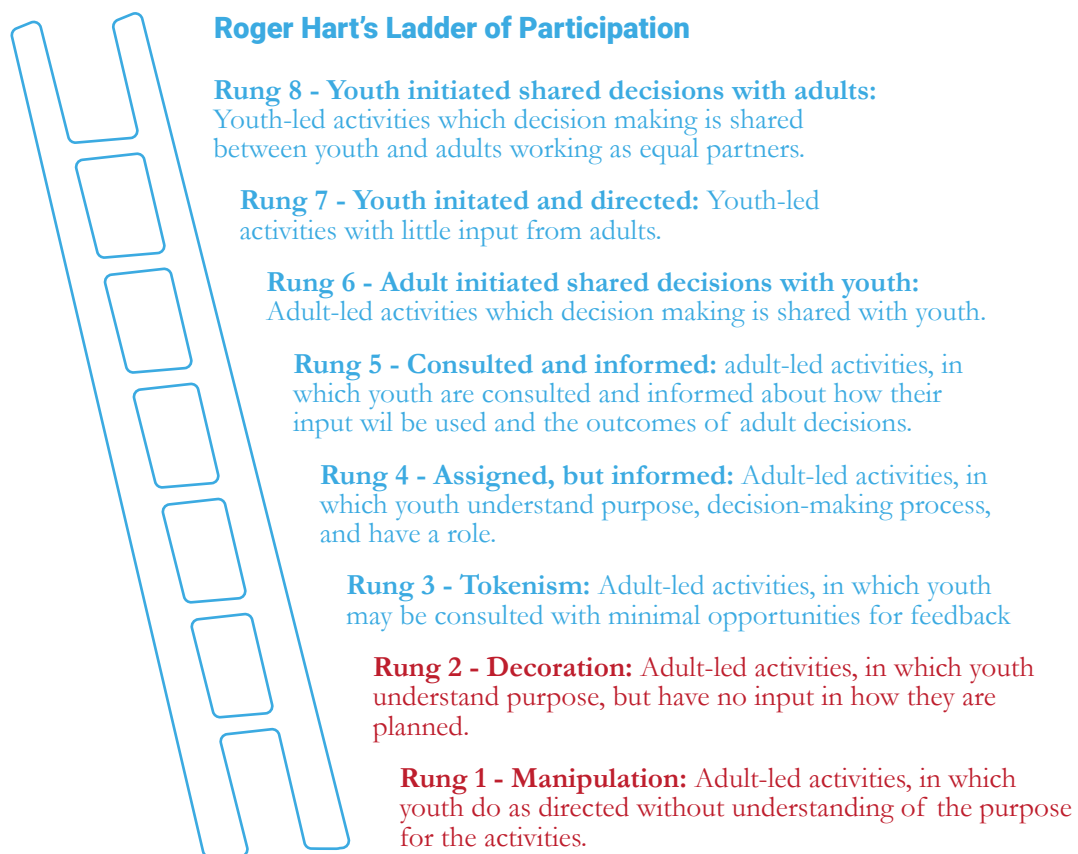 Roger Hart's Ladder of Participation
Rung 8 - Youth initiated shared decisions with adults:
Youth-led activities which decision making is shared
between youth and adults working as equal partners.
Rung 7 - Youth initated and directed: Youth-led
activities with little input from adults.
Rung 6 - Adult initiated shared decisions with youth:
Adult-led activities which decision making is shared with youth.
Rung 5 - Consulted and informed: adult-led activities, in
which youth are consulted and informed about how their
input wil be used and the outcomes of adult decisions.
Rung 4 - Assigned, but informed: Adult-led activities, in
which youth understand purpose, decision-making process,
and have a role.
Rung 3 - Tokenism: Adult-led activities, in which youth
may be consulted with minimal opportunities for feedback
Rung 2 - Decoration: Adult-led activities, in which youth
understand purpose, but have no input in how they are
planned.
Rung 1 - Manipulation: Adult-led activities, in which
youth do as directed without understanding of the purpose
for the activities.